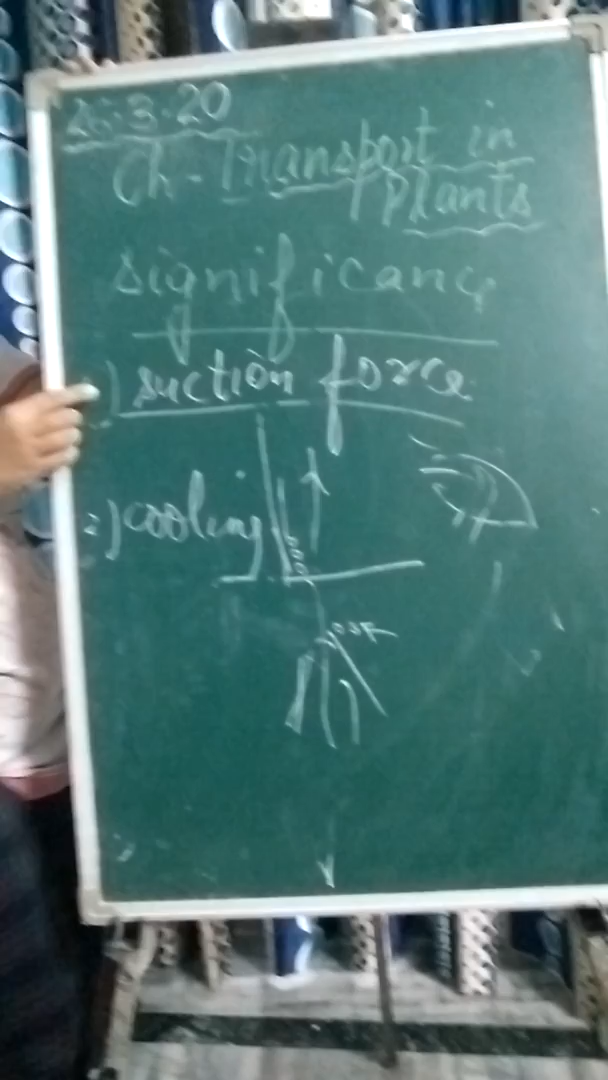 26.3.20
Ch-Transport in
plants
significance
1) suction force
2) cooling